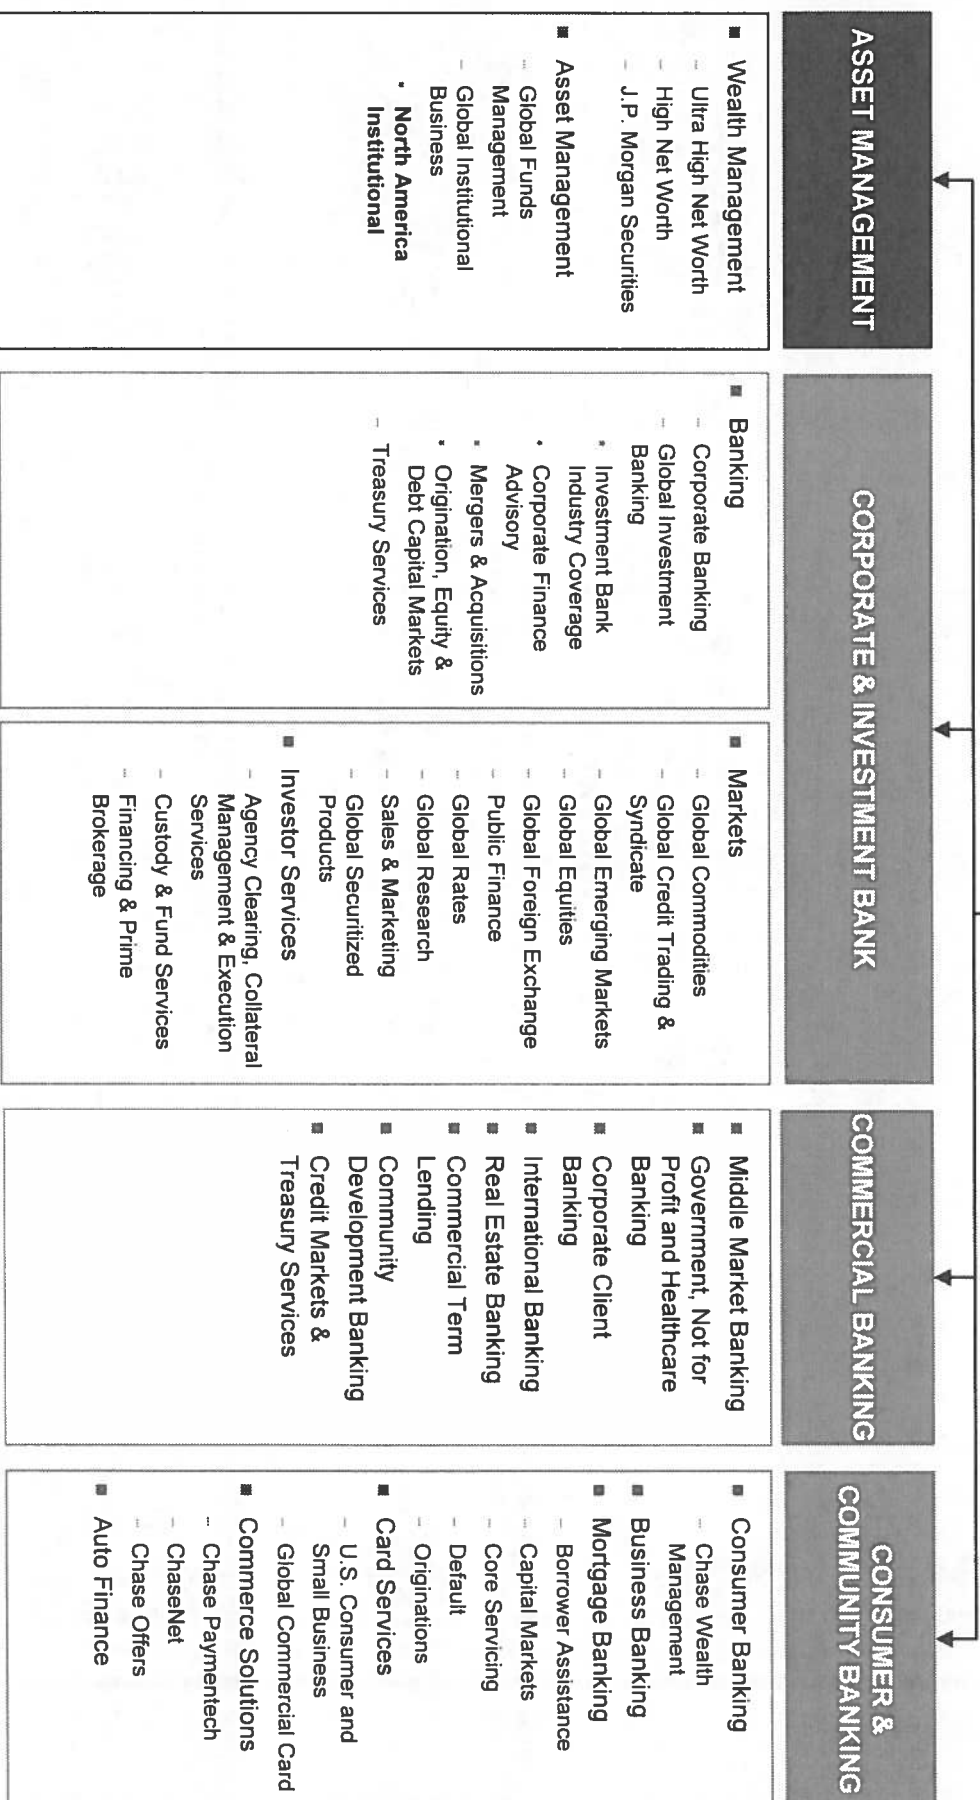 ASSET MANAGEMENT
■ Wealth Management
– Ultra High Net Worth
– High Net Worth
– J.P. Morgan Securities
■ Asset Management
– Global Funds
Management
– Global Institutional
Business
• North America
Institutional
CORPORATE & INVESTMENT BANK
■ Banking
– Corporate Banking
– Global Investment
Banking
• Investment Bank
Industry Coverage
• Corporate Finance
Advisory
• Mergers & Acquisitions
• Origination, Equity &
Debt Capital Markets
– Treasury Services
■ Markets
– Global Commodities
– Global Credit Trading &
Syndicate
– Global Emerging Markets
– Global Equities
– Global Foreign Exchange
– Public Finance
– Global Rates
– Global Research
– Sales & Marketing
– Global Securitized
Products
■ Investor Services
– Agency Clearing, Collateral
Management & Execution
Services
– Custody & Fund Services
– Financing & Prime
Brokerage
COMMERCIAL BANKING
■ Middle Market Banking
■ Government, Not for
Profit and Healthcare
Banking
■ Corporate Client
Banking
■ International Banking
■ Real Estate Banking
■ Commercial Term
Lending
■ Community
Development Banking
■ Credit Markets &
Treasury Services
CONSUMER &
COMMUNITY BANKING
■ Consumer Banking
– Chase Wealth
Management
■ Business Banking
■ Mortgage Banking
– Borrower Assistance
– Capital Markets
– Core Servicing
– Default
– Originations
■ Card Services
– U.S. Consumer and
Small Business
– Global Commercial Card
■ Commerce Solutions
– Chase Paymentech
– ChaseNet
– Chase Offers
■ Auto Finance